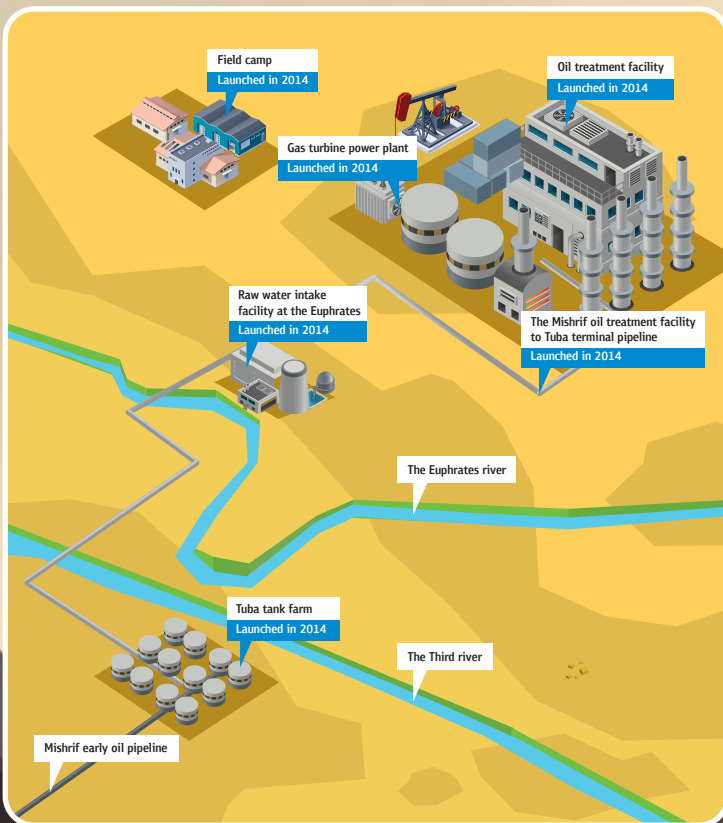 Field camp
Launched in 2014
Oil treatment facility
Launched in 2014
Gas turbine power plant
Launched in 2014
Raw water intake
facility at the Euphrates
Launched in 2014
The Mishrif oil treatment facility
to Tuba terminal pipeline
Launched in 2014
The Euphrates river
Tuba tank farm
Launched in 2014
The Third river
Mishrif early oil pipeline